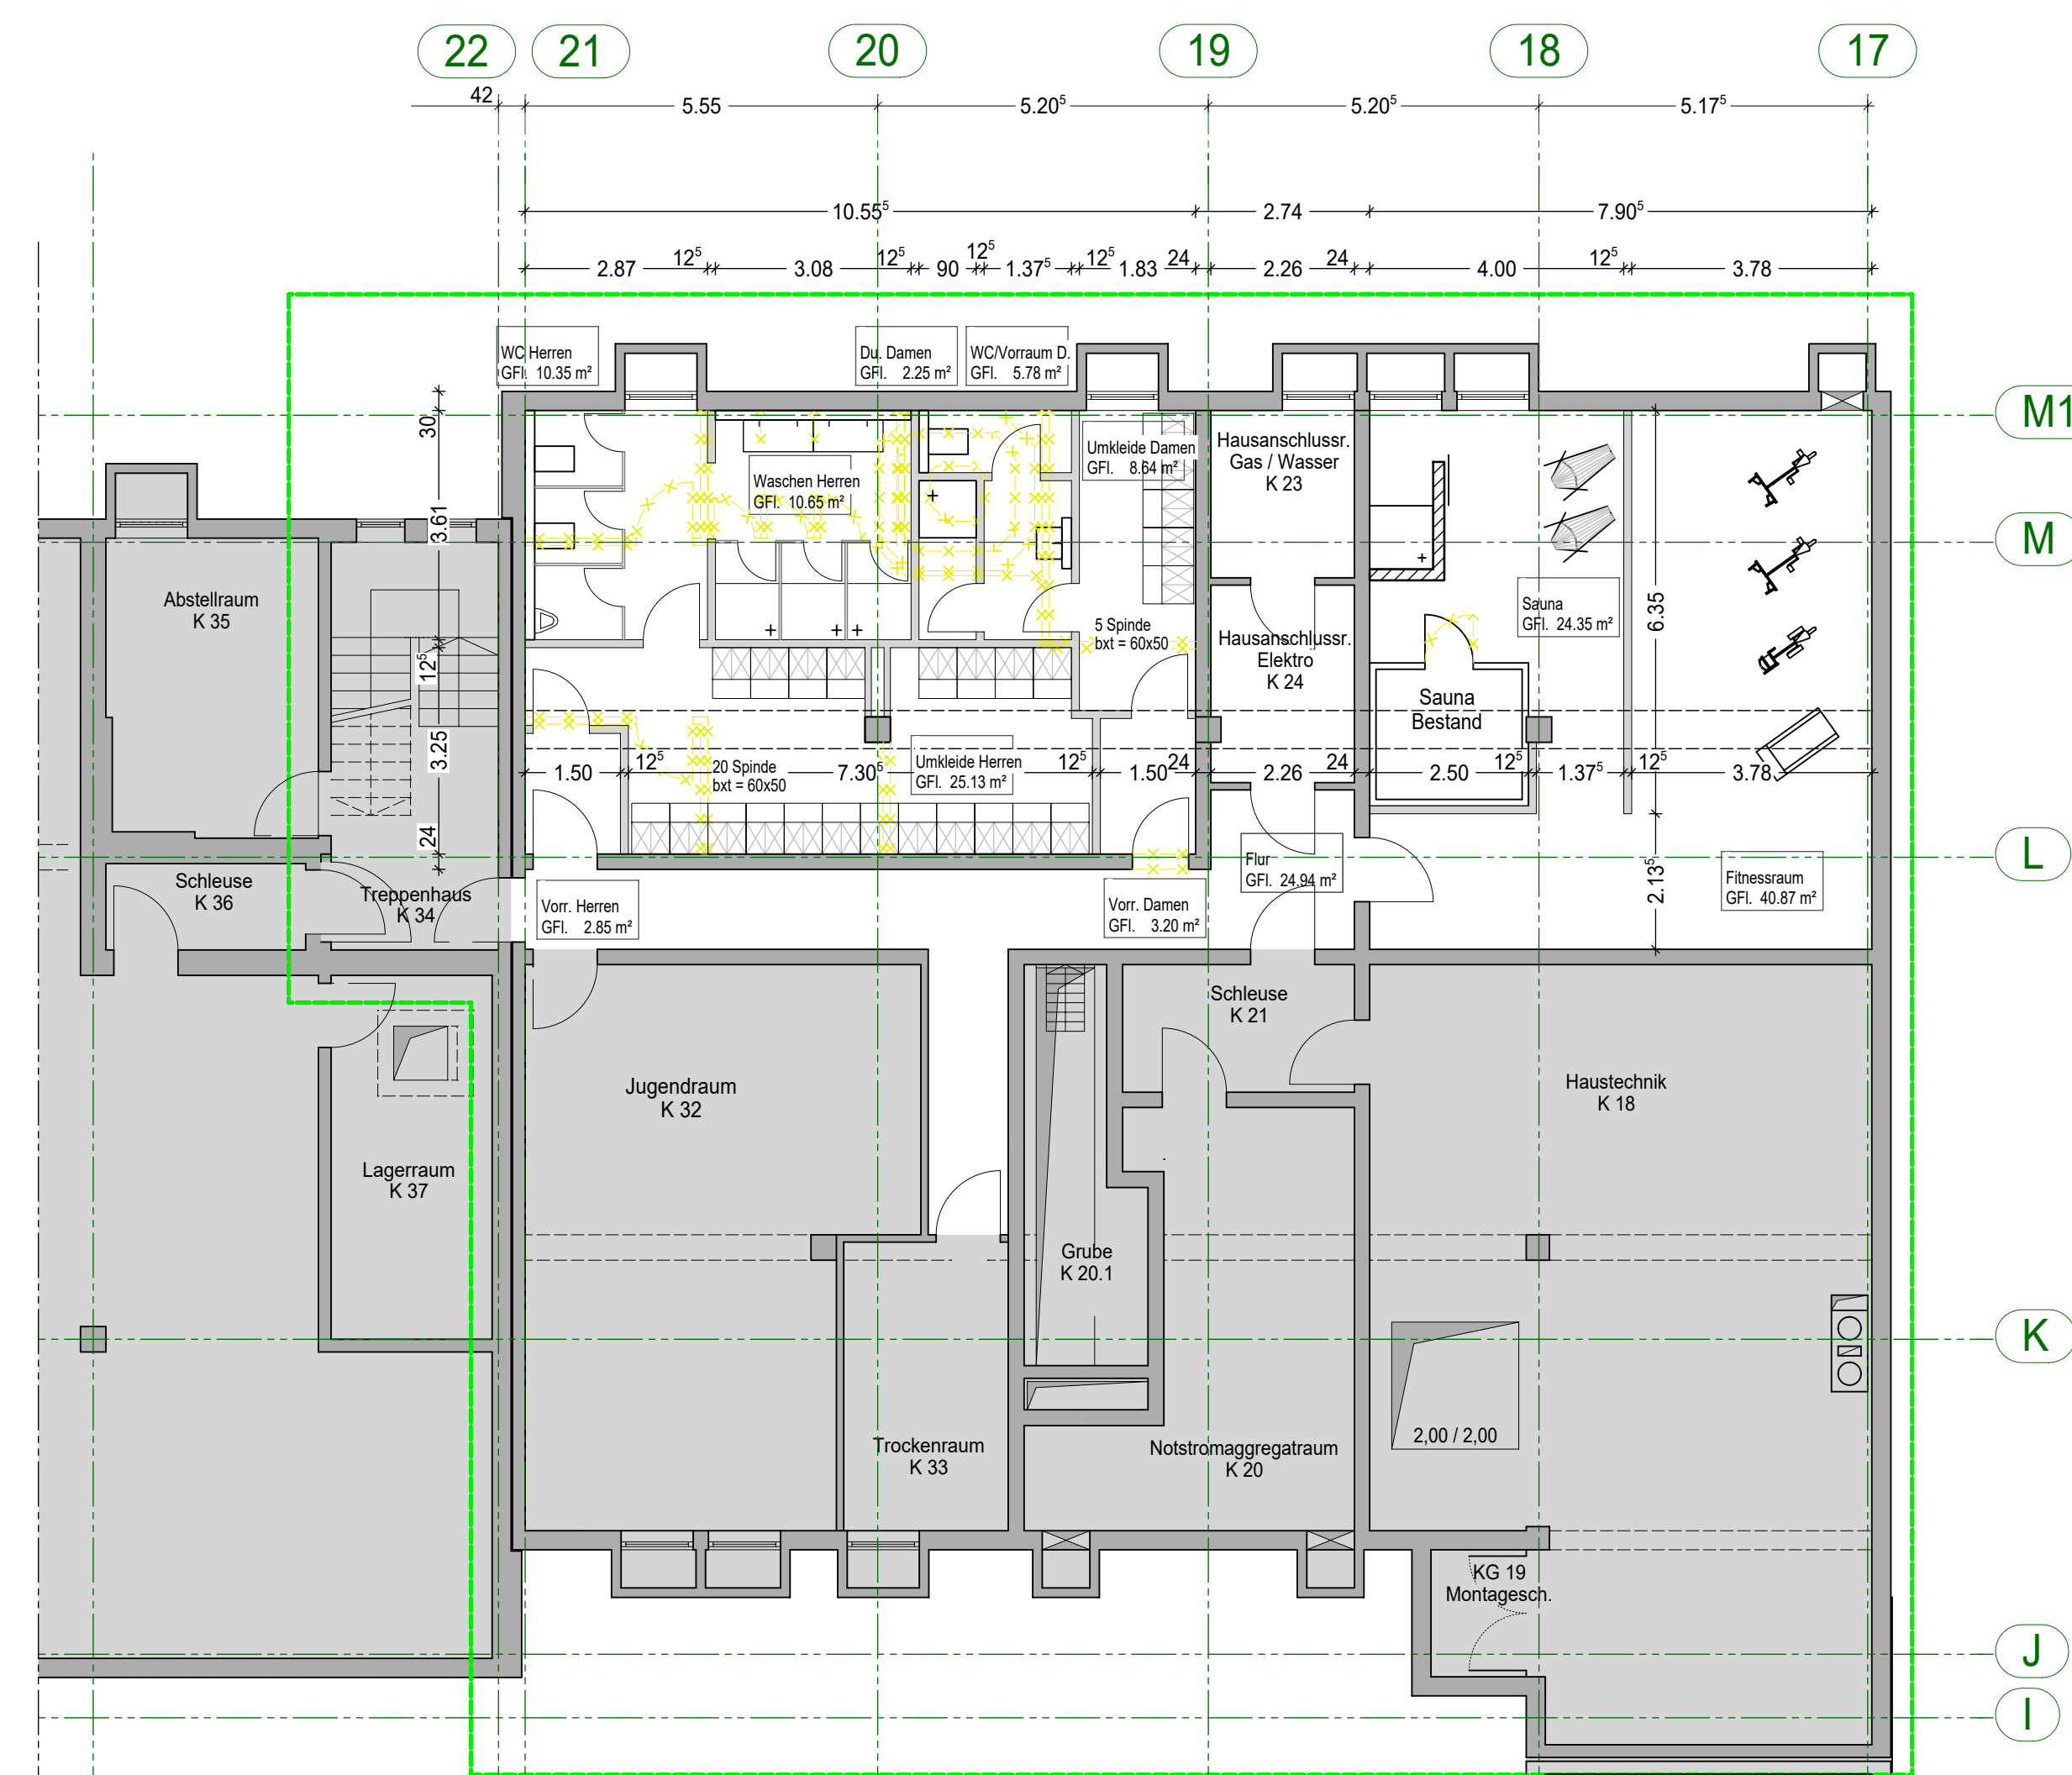 22 21 20 19 18 17
42 5.55 5.20⁵ 5.20⁵ 5.17⁵
10.55⁵ 2.74 7.90⁵
2.87 12⁵ 3.08 12⁵ 90 12⁵ 1.37⁵ 12⁵ 1.83 24 2.26 24 4.00 12⁵ 3.78
WC Herren
GFl. 10.35 m²
Du. Damen
GFl. 2.25 m²
WC/Vorraum D.
GFl. 5.78 m²
M1
30
3.61
12⁵
3.25
24
Umkleide Damen
GFl. 8.64 m²
Hausanschlussr.
Gas / Wasser
K 23
Waschen Herren
GFl. 10.65 m²
M
Abstellraum
K 35
Sauna
GFl. 24.35 m²
6.35
5 Spinde
bxt = 60x50
Hausanschlussr.
Elektro
K 24
Sauna
Bestand
20 Spinde
bxt = 60x50
Umkleide Herren
GFl. 25.13 m²
1.50 12⁵ 7.30⁵ 12⁵ 1.50 24 2.26 24 2.50 12⁵ 1.37⁵ 12⁵ 3.78
L
Flur
GFl. 24.94 m²
2.13⁵
Fitnessraum
GFl. 40.87 m²
Schleuse
K 36
Treppenhaus
K 34
Vorr. Herren
GFl. 2.85 m²
Vorr. Damen
GFl. 3.20 m²
Schleuse
K 21
Jugendraum
K 32
Haustechnik
K 18
Lagerraum
K 37
Grube
K 20.1
K
2,00 / 2,00
Trockenraum
K 33
Notstromaggregatraum
K 20
KG 19
Montagesch.
J
I